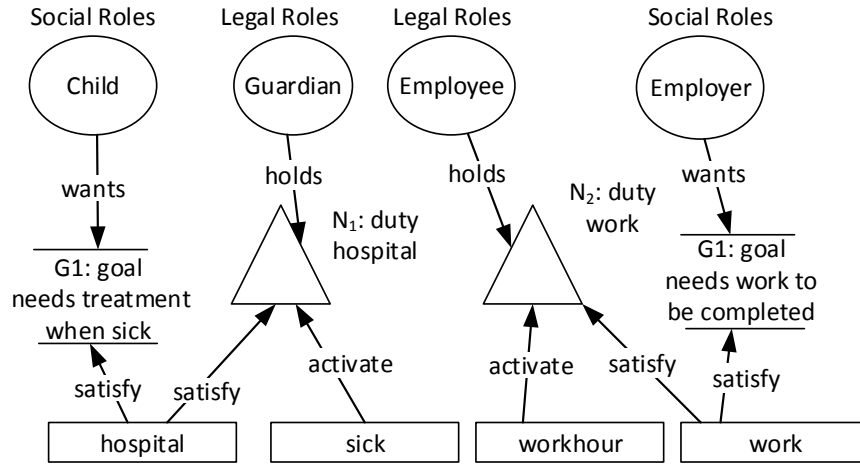 Social Roles
Legal Roles
Legal Roles
Social Roles
Child
Guardian
Employee
Employer
wants
holds
holds
wants
N₁: duty
hospital
N₂: duty
work
G1: goal
needs treatment
when sick
G1: goal
needs work to
be completed
satisfy
satisfy
activate
activate
satisfy
satisfy
hospital
sick
workhour
work